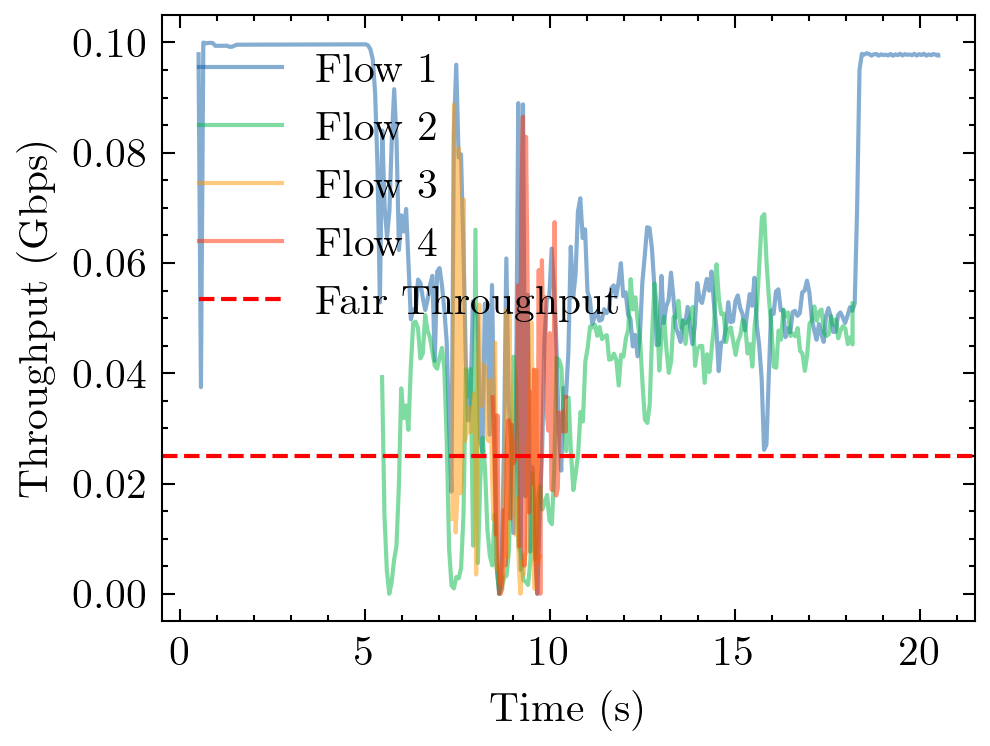 0.10
0.08
0.06
0.04
0.02
0.00
Throughput (Gbps)
Flow 1
Flow 2
Flow 3
Flow 4
Fair Throughput
0 5 10 15 20
Time (s)